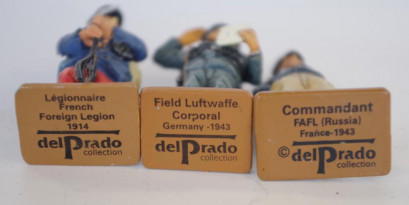 Légionnaire
French
Foreign Legion
1914
delPrado
collection
Field Luftwaffe
Corporal
Germany -1943
delPrado
collection
Commandant
FAFL (Russia)
France-1943
© delPrado
collection